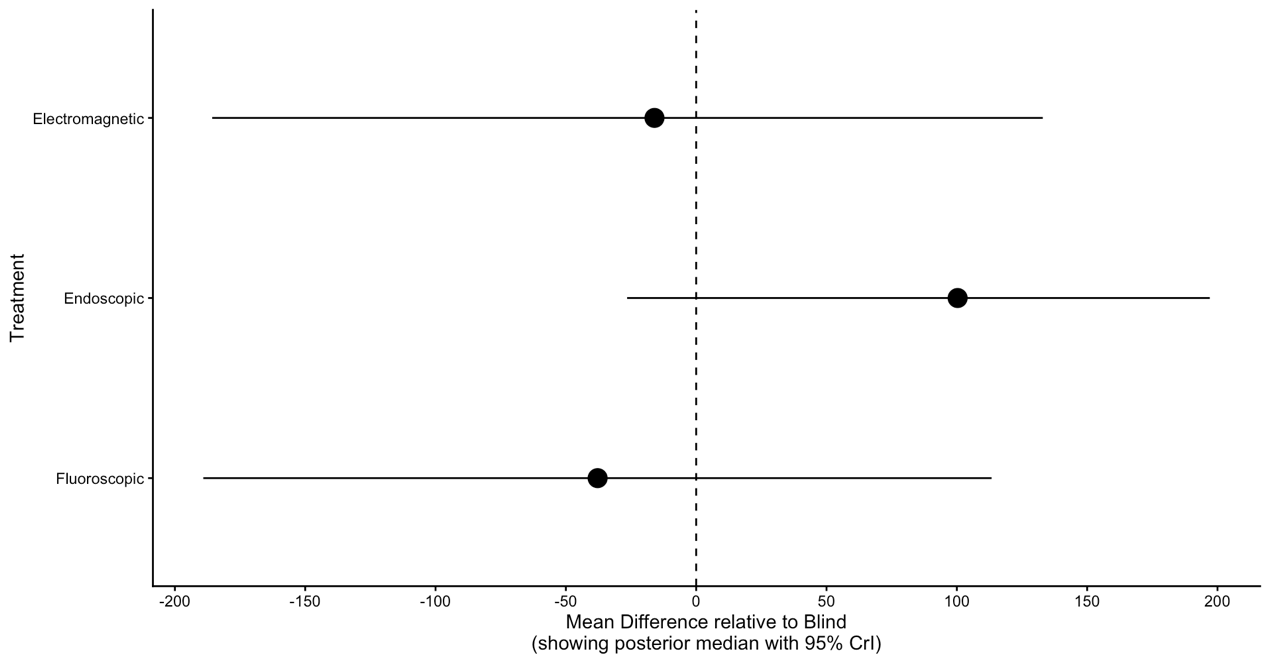 Treatment
Electromagnetic
Endoscopic
Fluoroscopic
-200 -150 -100 -50 0 50 100 150 200
Mean Difference relative to Blind
(showing posterior median with 95% CrI)